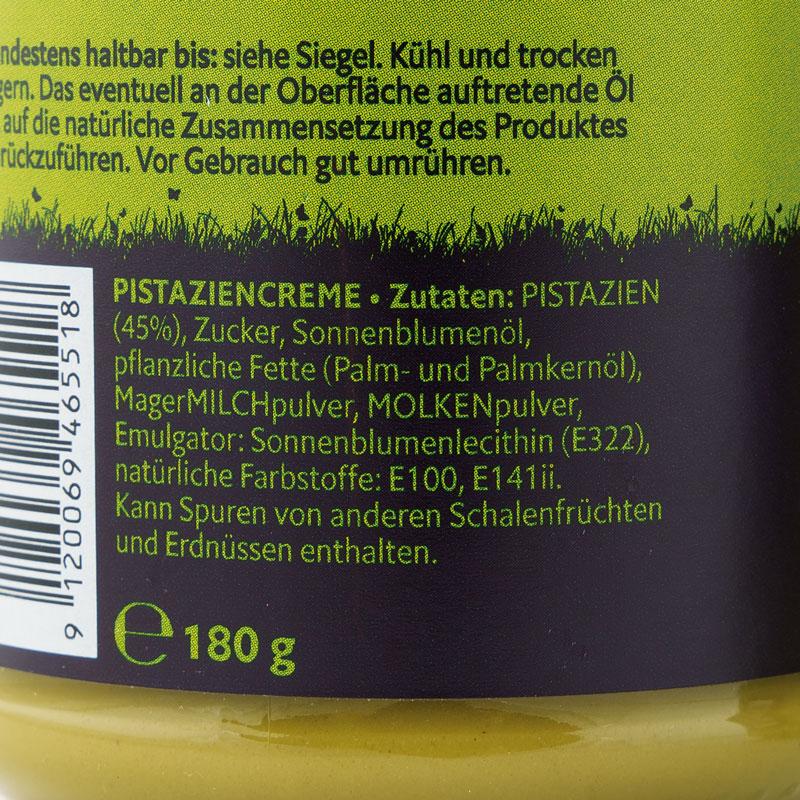 ndestens haltbar bis: siehe Siegel. Kühl und trocken
gern. Das eventuell an der Oberfläche auftretende Öl
auf die natürliche Zusammensetzung des Produktes
rückzuführen. Vor Gebrauch gut umrühren.
PISTAZIENCREME • Zutaten: PISTAZIEN
(45%), Zucker, Sonnenblumenöl,
pflanzliche Fette (Palm- und Palmkernöl),
MagerMILCHpulver, MOLKENpulver,
Emulgator: Sonnenblumenlecithin (E322),
natürliche Farbstoffe: E100, E141ii.
Kann Spuren von anderen Schalenfrüchten
und Erdnüssen enthalten.
℮ 180 g
9 120069 465518